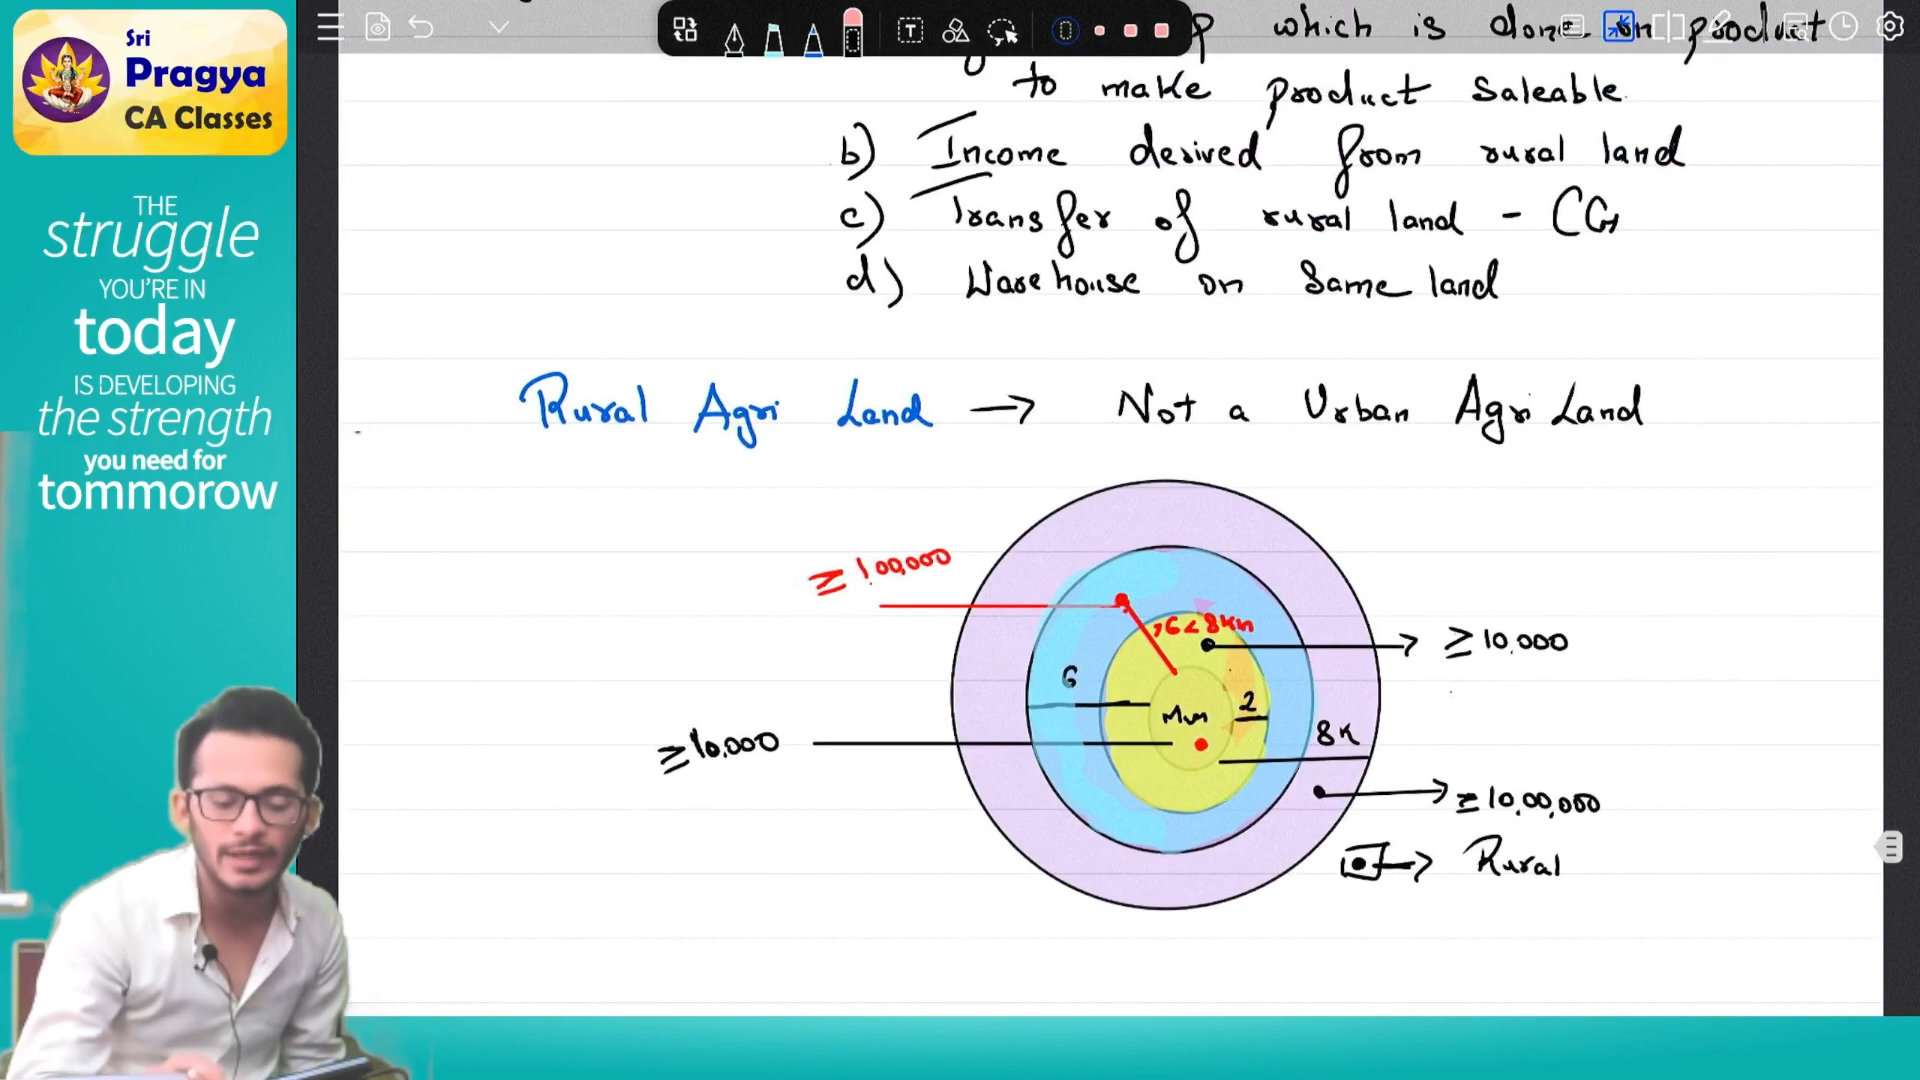 Sri
Pragya
CA Classes
THE
struggle
YOU'RE IN
today
IS DEVELOPING
the strength
you need for
tommorow
which is done on product
to make product saleable.
b) Income derived from rural land
c) Transfer of rural land - CG
d) Warehouse on same land
Rural Agri Land → Not a Urban Agri Land
≥ 1,00,000
>6<8Km
≥ 10,000
6
2
Mun
8K
≥ 10,000
≥ 10,00,000
→ Rural